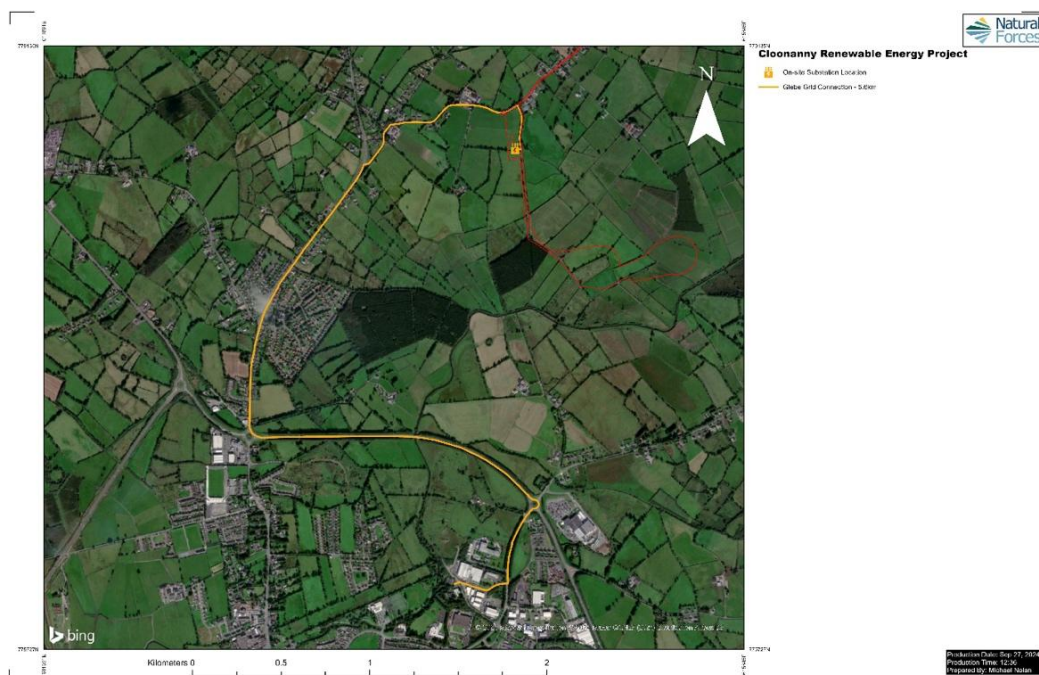 Natural
Forces
Cloonanny Renewable Energy Project
On-site Substation Location
Glebe Grid Connection - 5.6km
N
bing
Kilometers 0 0.5 1 2
Production Date: Sep 27, 2024
Production Time: 12:36
Prepared By: Michael Nolan